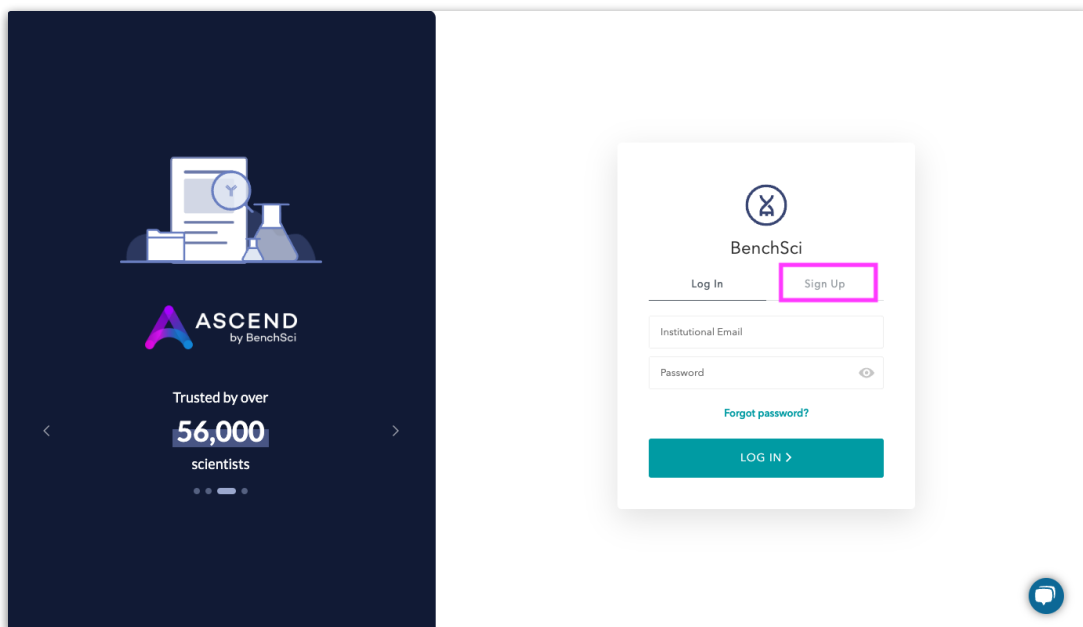 ASCEND
by BenchSci
Trusted by over
56,000
scientists
BenchSci
Log In
Sign Up
Institutional Email
Password
Forgot password?
LOG IN